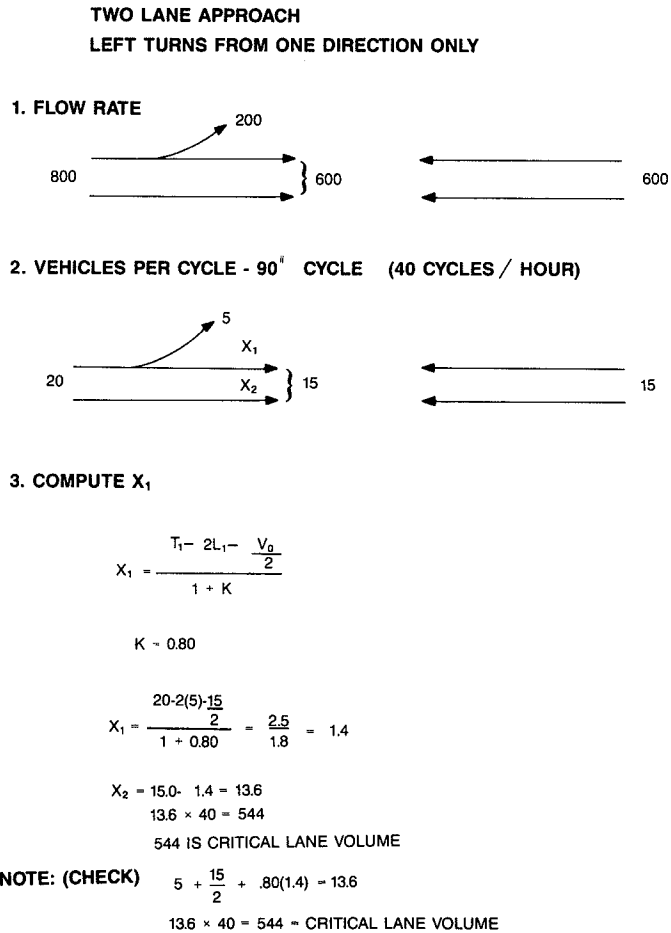 TWO LANE APPROACH
LEFT TURNS FROM ONE DIRECTION ONLY
1. FLOW RATE
200
800
600
600
2. VEHICLES PER CYCLE - 90" CYCLE (40 CYCLES / HOUR)
5
X₁
20
X₂
15
15
3. COMPUTE X₁
T₁- 2L₁- V₀
2
X₁ =
1 + K
K - 0.80
20-2(5)-15
2
X₁ = = 2.5 = 1.4
1 + 0.80 1.8
X₂ = 15.0- 1.4 = 13.6
13.6 × 40 = 544
544 IS CRITICAL LANE VOLUME
NOTE: (CHECK) 5 + 15 + .80(1.4) = 13.6
2
13.6 × 40 = 544 = CRITICAL LANE VOLUME